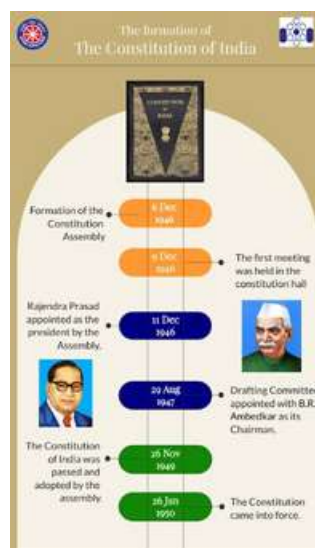 The formation of
The Constitution of India
CONSTITUTION
OF
INDIA
6 Dec
1946
Formation of the
Constitution
Assembly
9 Dec
1946
The first meeting
was held in the
constitution hall
Rajendra Prasad
appointed as the
president by the
Assembly.
11 Dec
1946
29 Aug
1947
Drafting Committee
appointed with B.R.
Ambedkar as its
Chairman.
The Constitution
of India was
passed and
adopted by the
assembly.
26 Nov
1949
26 Jan
1950
The Constitution
came into force.